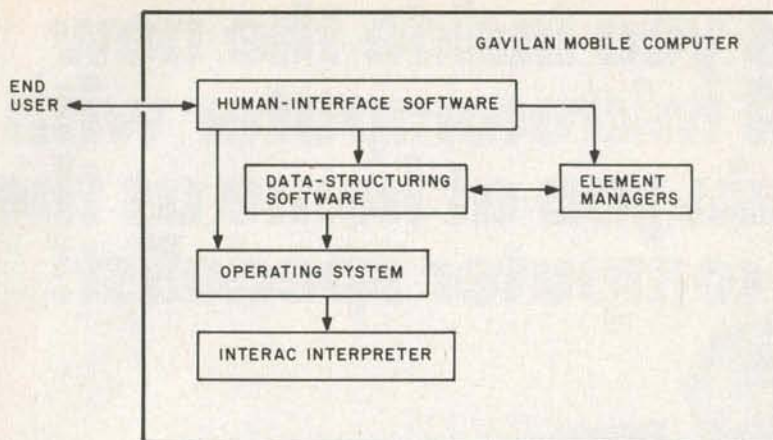 GAVILAN MOBILE COMPUTER
END
USER
HUMAN-INTERFACE SOFTWARE
DATA-STRUCTURING
SOFTWARE
ELEMENT
MANAGERS
OPERATING SYSTEM
INTERAC INTERPRETER